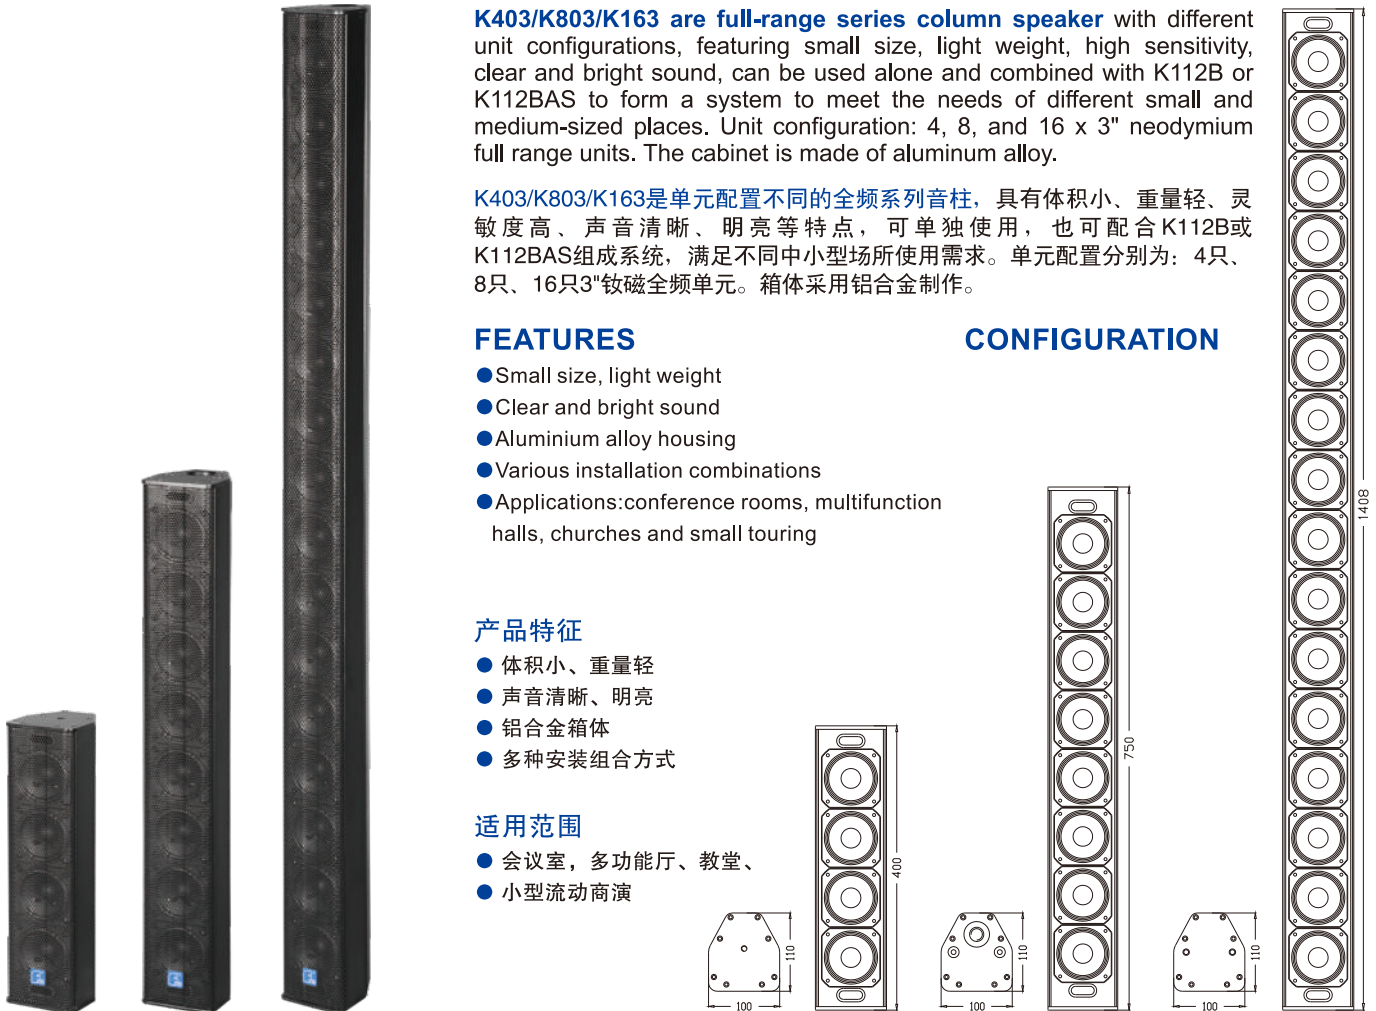 K403/K803/K163 are full-range series column speaker with different
unit configurations, featuring small size, light weight, high sensitivity,
clear and bright sound, can be used alone and combined with K112B or
K112BAS to form a system to meet the needs of different small and
medium-sized places. Unit configuration: 4, 8, and 16 x 3" neodymium
full range units. The cabinet is made of aluminum alloy.
K403/K803/K163是单元配置不同的全频系列音柱，具有体积小、重量轻、灵
敏度高、声音清晰、明亮等特点，可单独使用，也可配合K112B或
K112BAS组成系统，满足不同中小型场所使用需求。单元配置分别为：4只、
8只、16只3"钕磁全频单元。箱体采用铝合金制作。
FEATURES
●Small size, light weight
●Clear and bright sound
●Aluminium alloy housing
●Various installation combinations
●Applications:conference rooms, multifunction
halls, churches and small touring
产品特征
● 体积小、重量轻
● 声音清晰、明亮
● 铝合金箱体
● 多种安装组合方式
适用范围
● 会议室，多功能厅、教堂、
● 小型流动商演
CONFIGURATION
110
100
400
110
100
750
110
100
1408